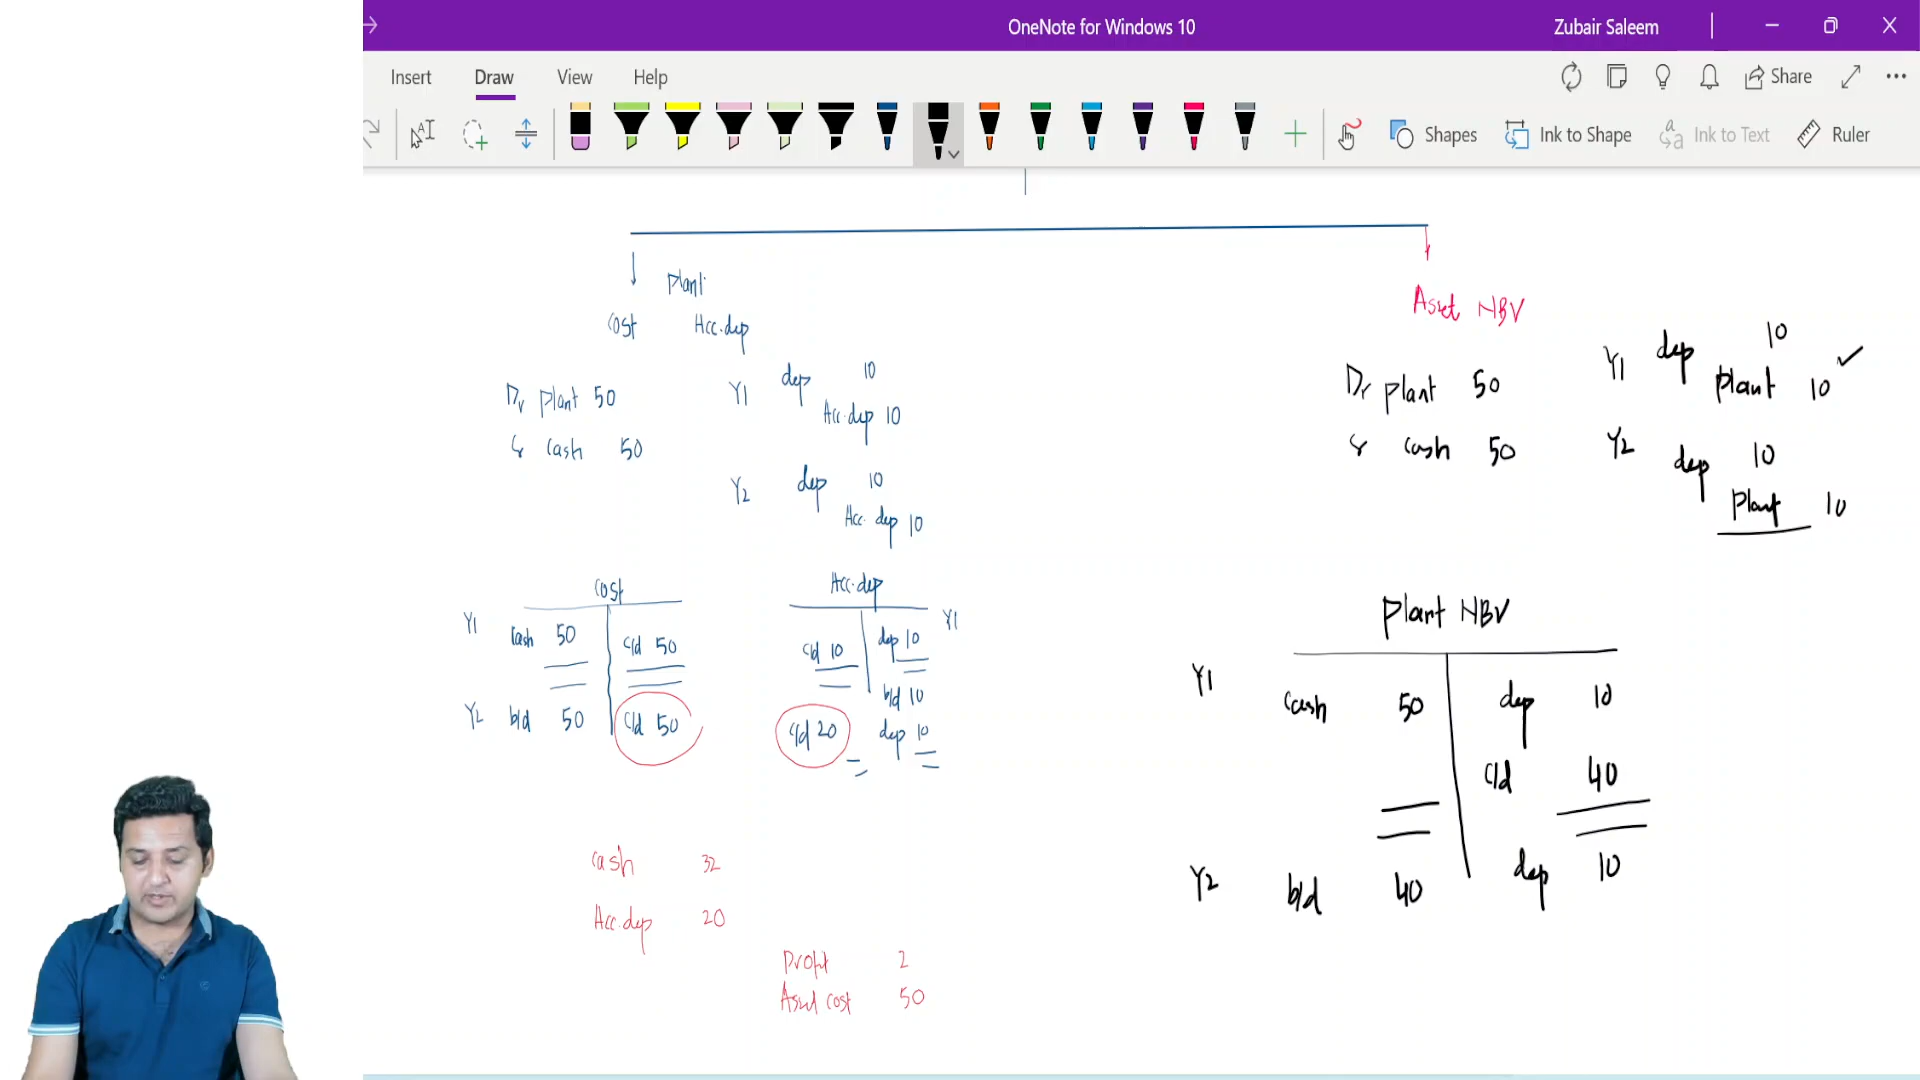 OneNote for Windows 10
Zubair Saleem
Insert Draw View Help
Share
Shapes Ink to Shape Ink to Text Ruler
Plant
Cost Acc.dep
Dr plant 50
Cr cash 50
Y1 dep 10
Acc.dep 10
Y2 dep 10
Acc. dep 10
Cost
Y1 Cash 50 C/d 50
Y2 b/d 50 C/d 50
Acc.dep
C/d 10 dep 10 Y1
b/d 10
C/d 20 dep 10
Cash 32
Acc.dep 20
Profit 2
Asset cost 50
Asset NBV
Dr plant 50
Cr cash 50
Y1 dep 10
plant 10
Y2 dep 10
Plant 10
Plant NBV
Y1 Cash 50 dep 10
C/d 40
Y2 b/d 40 dep 10